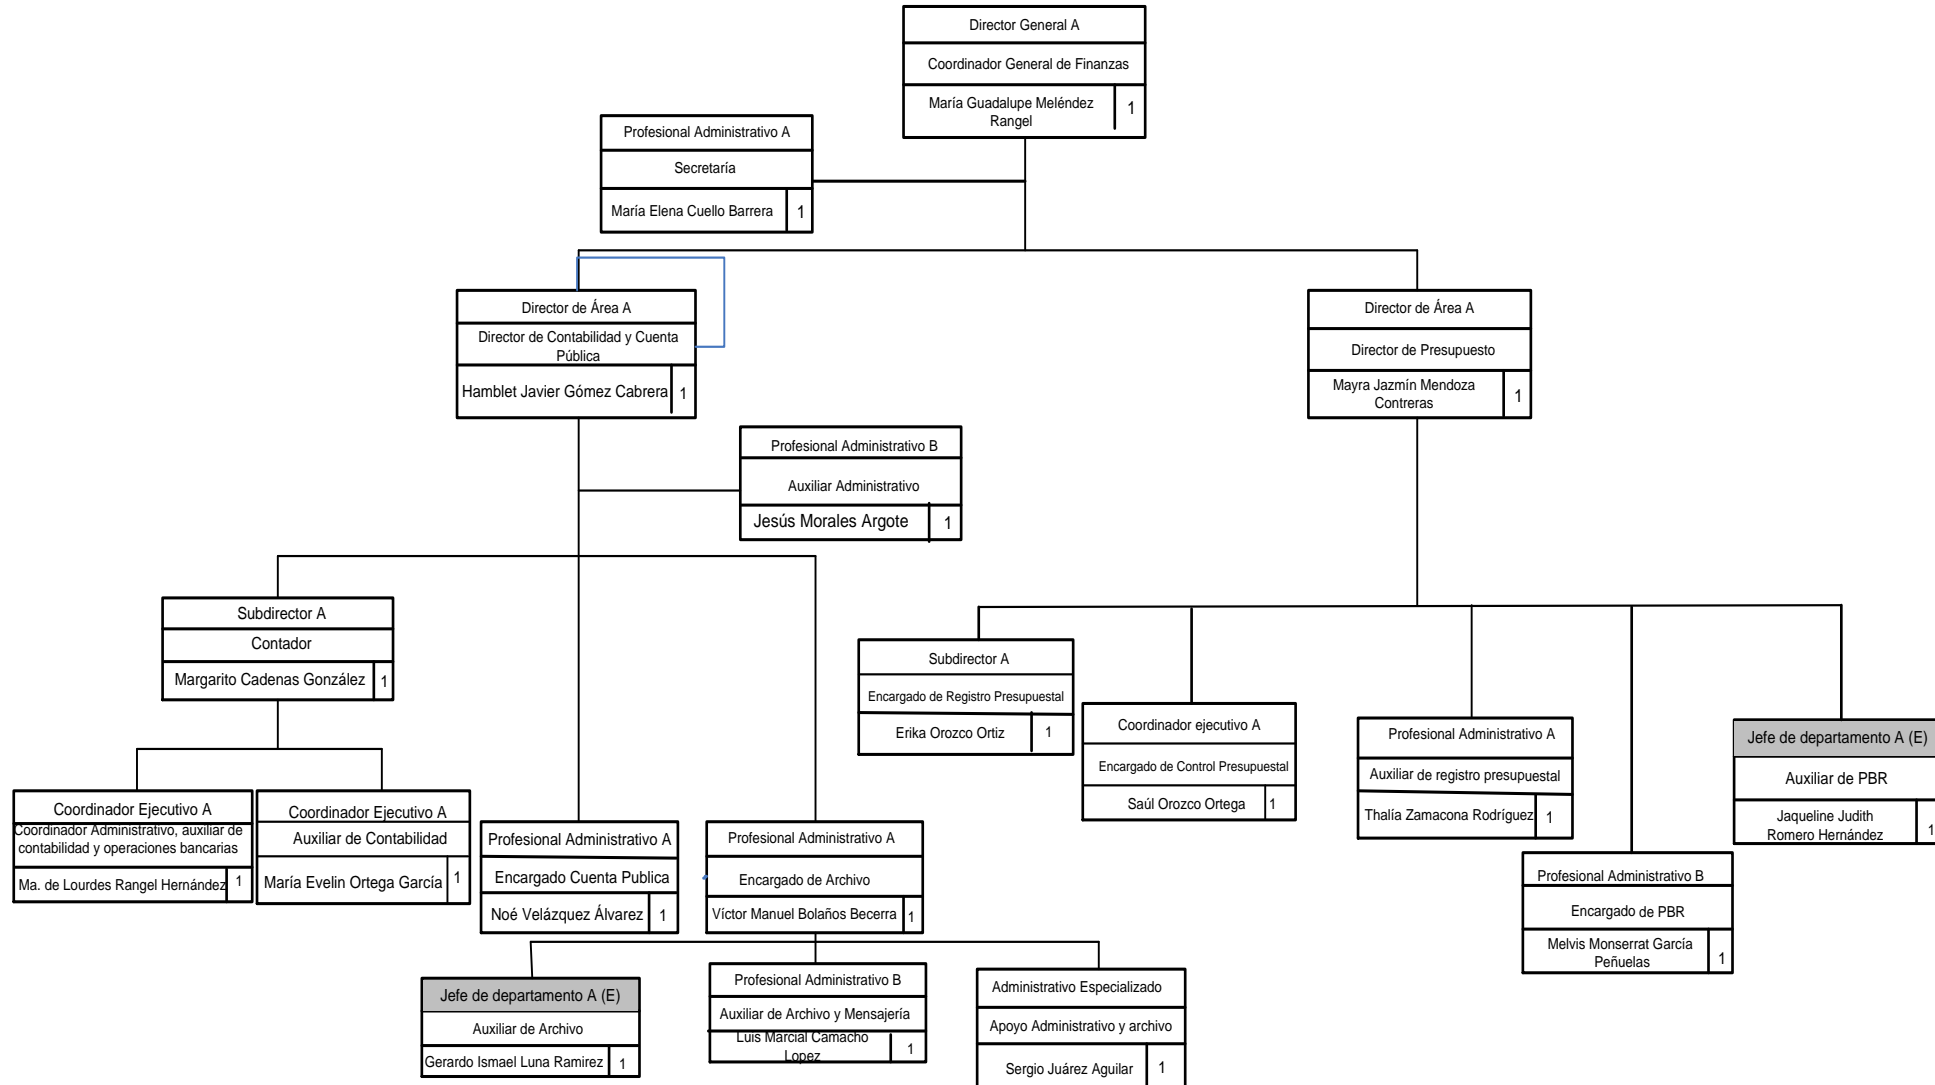 Director General A
Coordinador General de Finanzas
María Guadalupe Meléndez
Rangel
1
Profesional Administrativo A
Secretaría
María Elena Cuello Barrera
1
Director de Área A
Director de Contabilidad y Cuenta
Pública
Hamblet Javier Gómez Cabrera
1
Director de Área A
Director de Presupuesto
Mayra Jazmín Mendoza
Contreras
1
Profesional Administrativo B
Auxiliar Administrativo
Jesús Morales Argote
1
Subdirector A
Contador
Margarito Cadenas González
1
Subdirector A
Encargado de Registro Presupuestal
Erika Orozco Ortiz
1
Coordinador ejecutivo A
Encargado de Control Presupuestal
Saúl Orozco Ortega
1
Profesional Administrativo A
Auxiliar de registro presupuestal
Thalía Zamacona Rodríguez
1
Jefe de departamento A (E)
Auxiliar de PBR
Jaqueline Judith
Romero Hernández
1
Coordinador Ejecutivo A
Coordinador Administrativo, auxiliar de
contabilidad y operaciones bancarias
Ma. de Lourdes Rangel Hernández
1
Coordinador Ejecutivo A
Auxiliar de Contabilidad
María Evelin Ortega García
1
Profesional Administrativo A
Encargado Cuenta Publica
Noé Velázquez Álvarez
1
Profesional Administrativo A
Encargado de Archivo
Víctor Manuel Bolaños Becerra
1
Profesional Administrativo B
Encargado de PBR
Melvis Monserrat García
Peñuelas
1
Jefe de departamento A (E)
Auxiliar de Archivo
Gerardo Ismael Luna Ramirez
1
Profesional Administrativo B
Auxiliar de Archivo y Mensajería
Luis Marcial Camacho
Lopez
1
Administrativo Especializado
Apoyo Administrativo y archivo
Sergio Juárez Aguilar
1